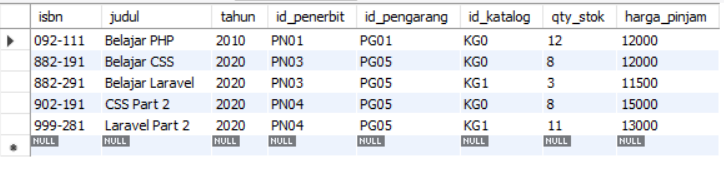 isbn judul tahun id_penerbit id_pengarang id_katalog qty_stok harga_pinjam
092-111 Belajar PHP 2010 PN01 PG01 KG0 12 12000
882-191 Belajar CSS 2020 PN03 PG05 KG0 8 12000
882-291 Belajar Laravel 2020 PN03 PG05 KG1 3 11500
902-191 CSS Part 2 2020 PN04 PG05 KG0 8 15000
999-281 Laravel Part 2 2020 PN04 PG05 KG1 11 13000
NULL NULL NULL NULL NULL NULL NULL NULL